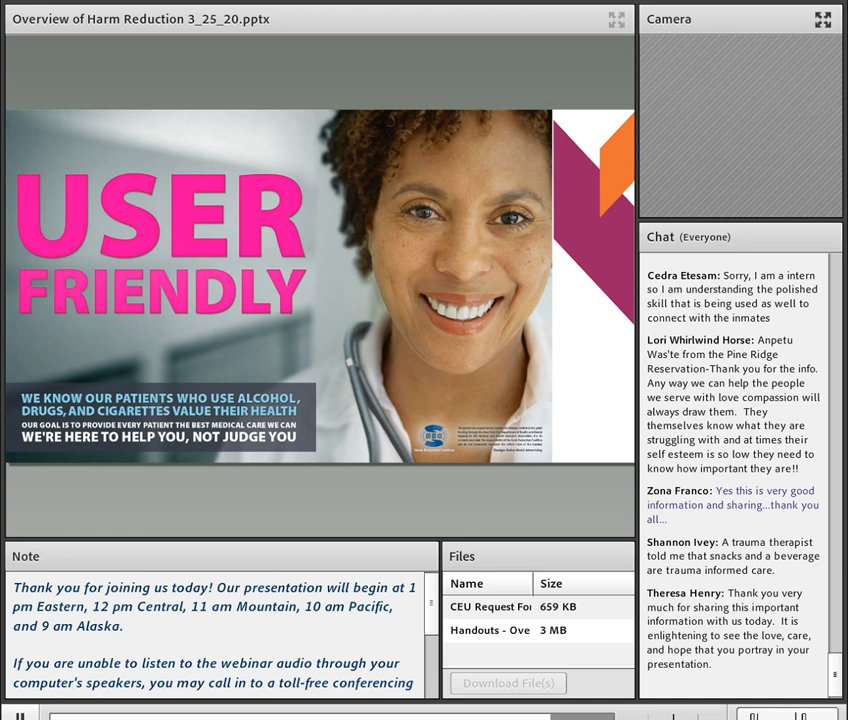 Overview of Harm Reduction 3_25_20.pptx
USER
FRIENDLY
WE KNOW OUR PATIENTS WHO USE ALCOHOL,
DRUGS, AND CIGARETTES VALUE THEIR HEALTH
OUR GOAL IS TO PROVIDE EVERY PATIENT THE BEST MEDICAL CARE WE CAN
WE'RE HERE TO HELP YOU, NOT JUDGE YOU
Camera
Chat (Everyone)
Cedra Etesam: Sorry, I am a intern
so I am understanding the polished
skill that is being used as well to
connect with the inmates
Lori Whirlwind Horse: Anpetu
Was'te from the Pine Ridge
Reservation-Thank you for the info.
Any way we can help the people
we serve with love compassion will
always draw them. They
themselves know what they are
struggling with and at times their
self esteem is so low they need to
know how important they are!!
Zona Franco: Yes this is very good
information and sharing...thank you
all...
Shannon Ivey: A trauma therapist
told me that snacks and a beverage
are trauma informed care.
Theresa Henry: Thank you very
much for sharing this important
information with us today. It is
enlightening to see the love, care,
and hope that you portray in your
presentation.
Note
Thank you for joining us today! Our presentation will begin at 1
pm Eastern, 12 pm Central, 11 am Mountain, 10 am Pacific,
and 9 am Alaska.
If you are unable to listen to the webinar audio through your
computer's speakers, you may call in to a toll-free conferencing
Files
Name Size
CEU Request For 659 KB
Handouts - Ove 3 MB
Download File(s)